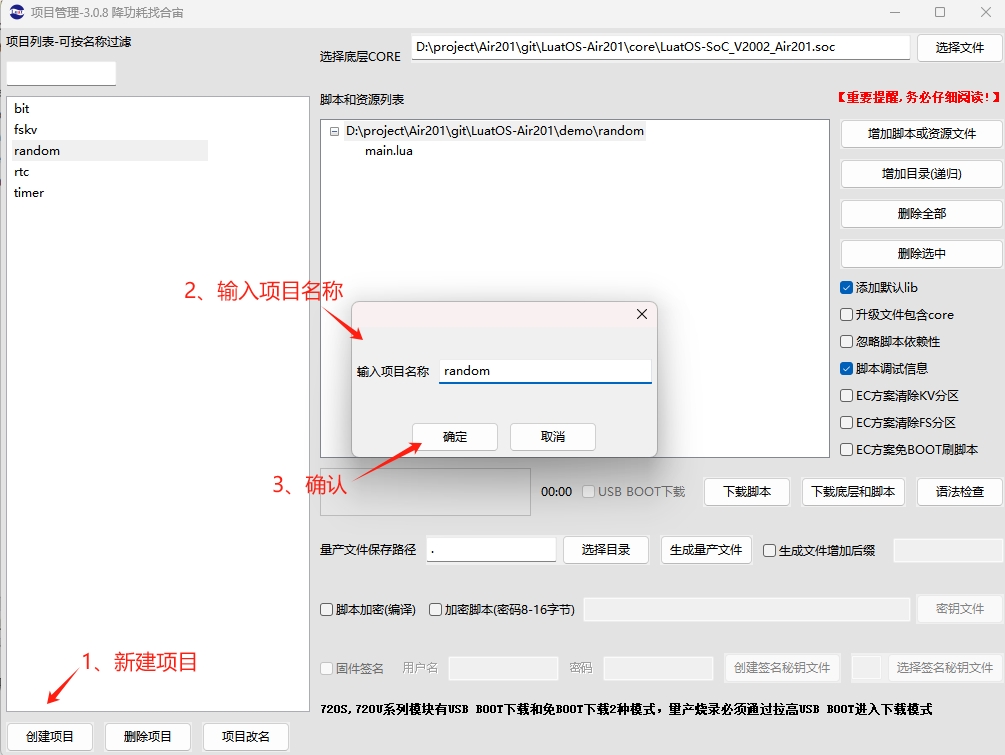 项目管理-3.0.8 降功耗找合宙
项目列表-可按名称过滤
选择底层CORE
D:\project\Air201\git\LuatOS-Air201\core\LuatOS-SoC_V2002_Air201.soc
选择文件
脚本和资源列表
【重要提醒,务必仔细阅读!】
bit
fskv
random
rtc
timer
D:\project\Air201\git\LuatOS-Air201\demo\random
main.lua
增加脚本或资源文件
增加目录(递归)
删除全部
删除选中
添加默认lib
升级文件包含core
忽略脚本依赖性
脚本调试信息
EC方案清除KV分区
EC方案清除FS分区
EC方案免BOOT刷脚本
2、输入项目名称
输入项目名称
random
确定
取消
3、确认
00:00
USB BOOT下载
下载脚本
下载底层和脚本
语法检查
量产文件保存路径
.
选择目录
生成量产文件
生成文件增加后缀
脚本加密(编译)
加密脚本(密码8-16字节)
密钥文件
1、新建项目
固件签名
用户名
密码
创建签名秘钥文件
选择签名秘钥文件
720S,720U系列模块有USB BOOT下载和免BOOT下载2种模式，量产烧录必须通过拉高USB BOOT进入下载模式
创建项目
删除项目
项目改名